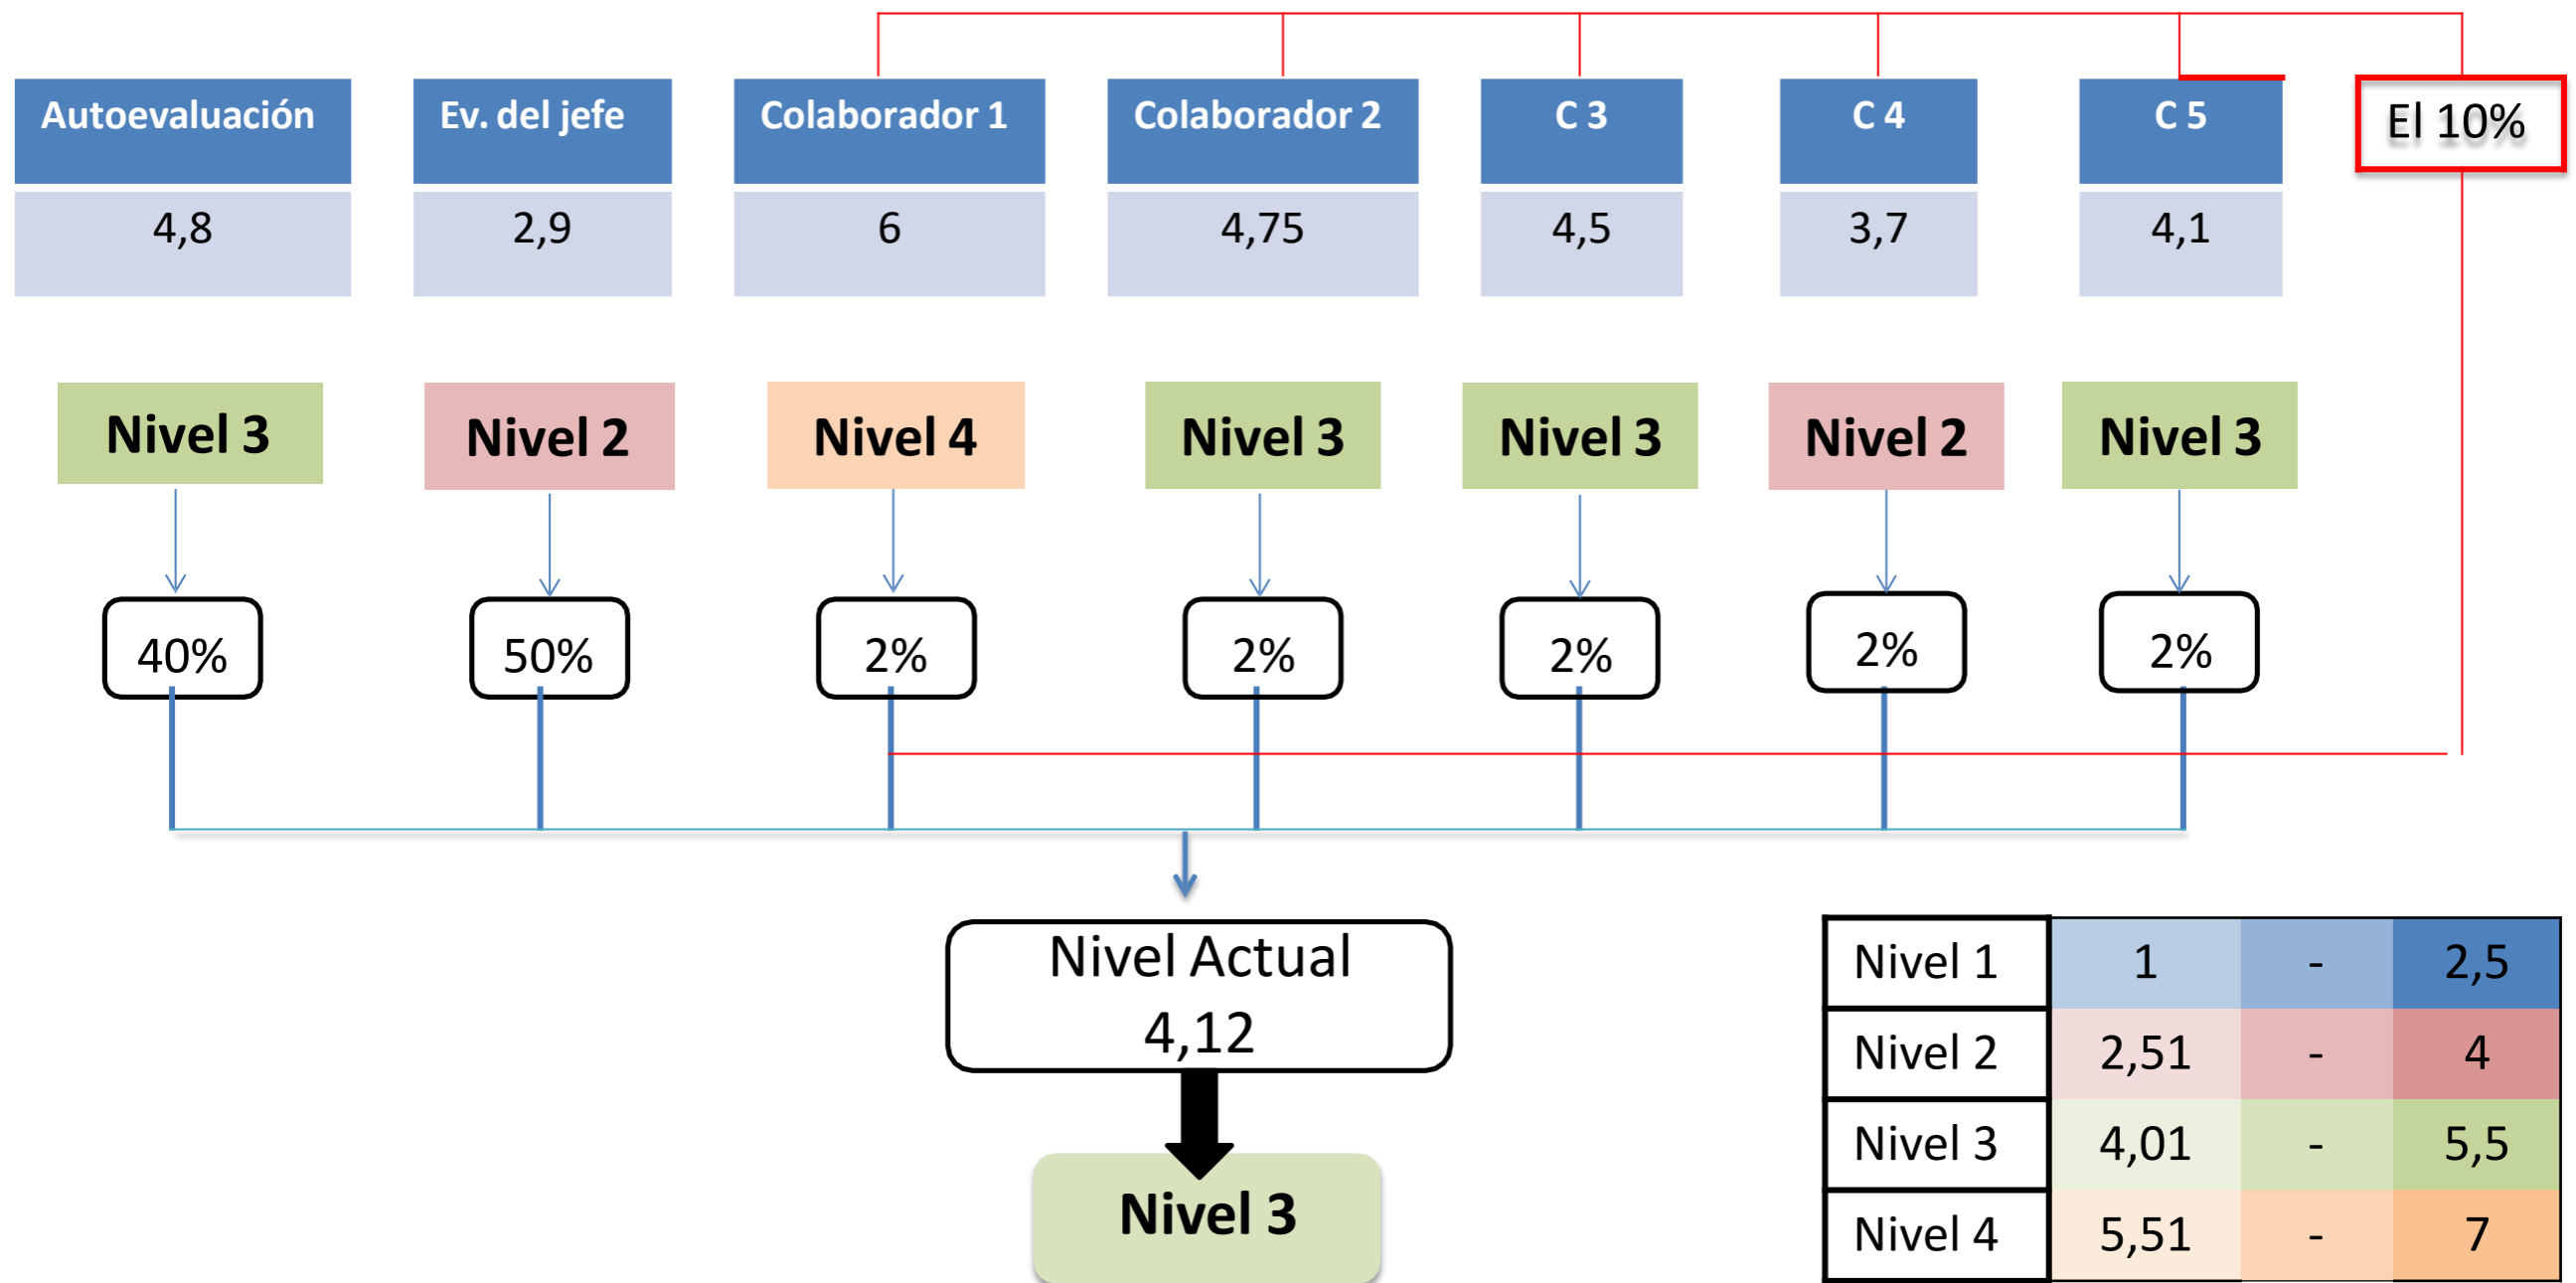 Autoevaluación
Ev. del jefe
Colaborador 1
Colaborador 2
C 3
C 4
C 5
El 10%
4,8
2,9
6
4,75
4,5
3,7
4,1
Nivel 3
Nivel 2
Nivel 4
Nivel 3
Nivel 3
Nivel 2
Nivel 3
40%
50%
2%
2%
2%
2%
2%
Nivel Actual
4,12
Nivel 3
Nivel 1 1 - 2,5
Nivel 2 2,51 - 4
Nivel 3 4,01 - 5,5
Nivel 4 5,51 - 7